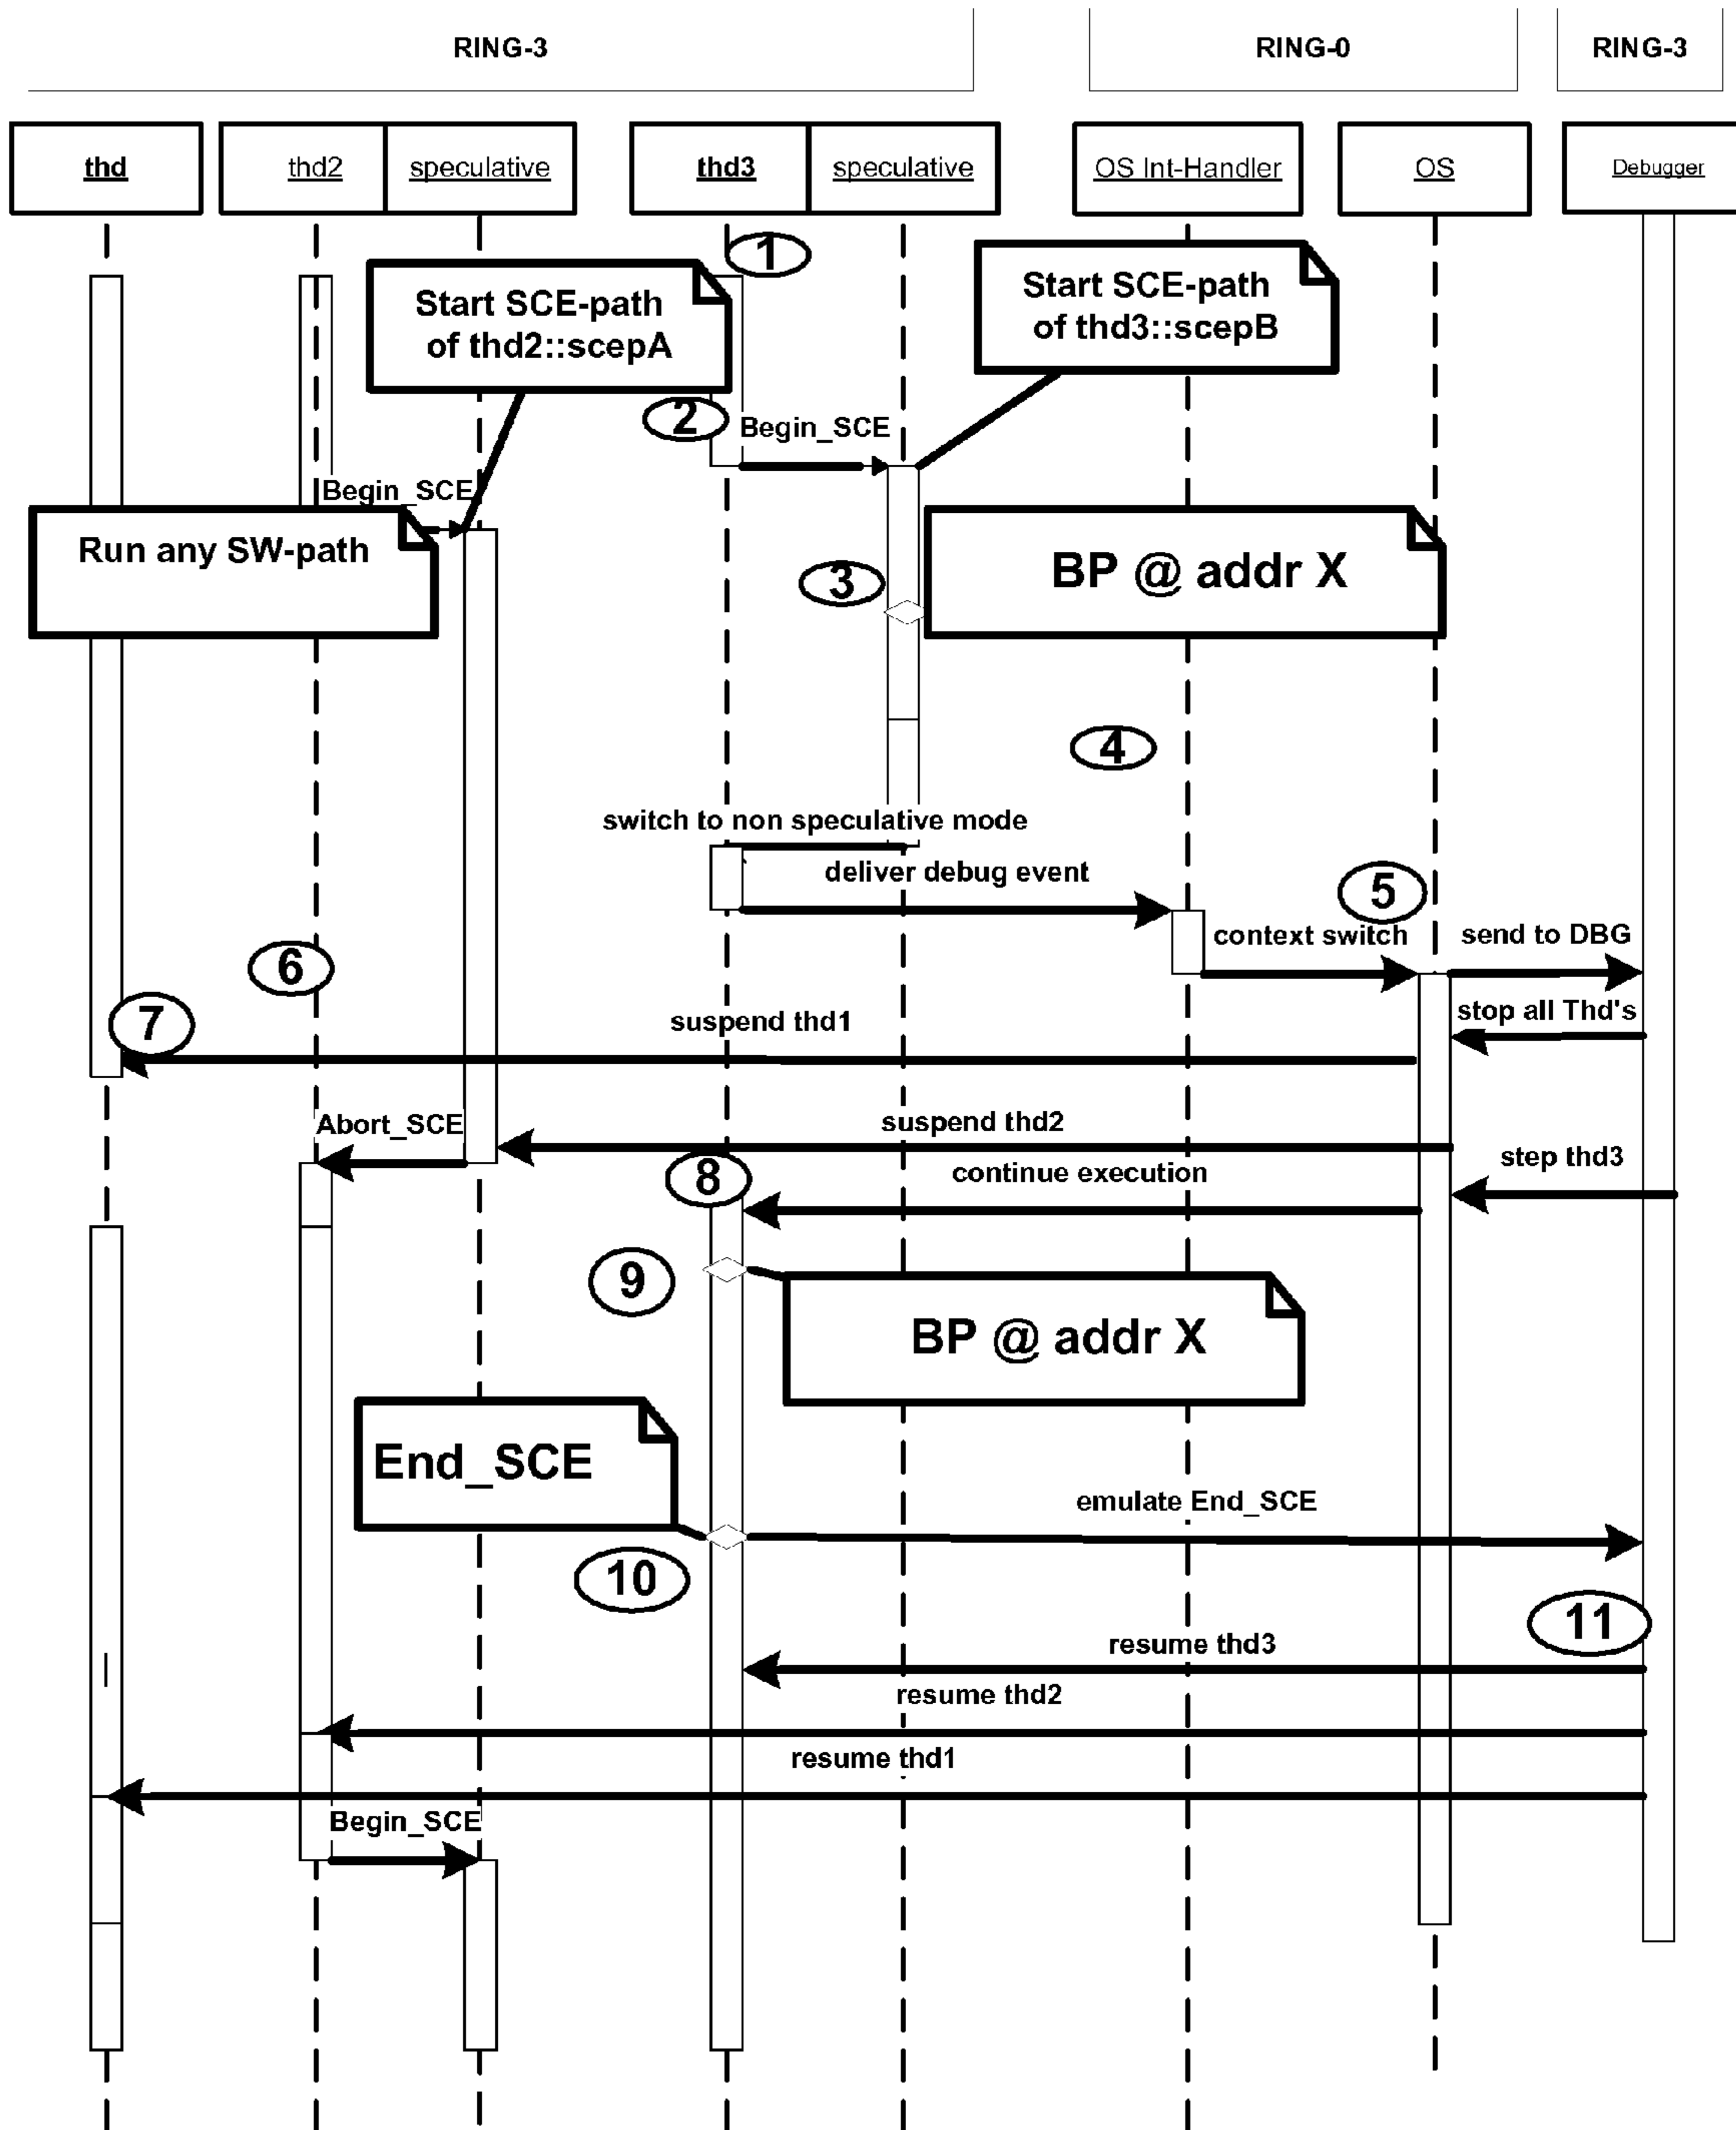 RING-3
RING-0
RING-3
thd
thd2
speculative
thd3
speculative
OS Int-Handler
OS
Debugger
1
Start SCE-path
of thd2::scepA
Start SCE-path
of thd3::scepB
2
Begin_SCE
Begin_SCE
Run any SW-path
3
BP @ addr X
4
switch to non speculative mode
deliver debug event
5
context switch
send to DBG
6
7
stop all Thd's
suspend thd1
Abort_SCE
suspend thd2
step thd3
8
continue execution
9
BP @ addr X
End_SCE
emulate End_SCE
10
11
resume thd3
resume thd2
resume thd1
Begin_SCE